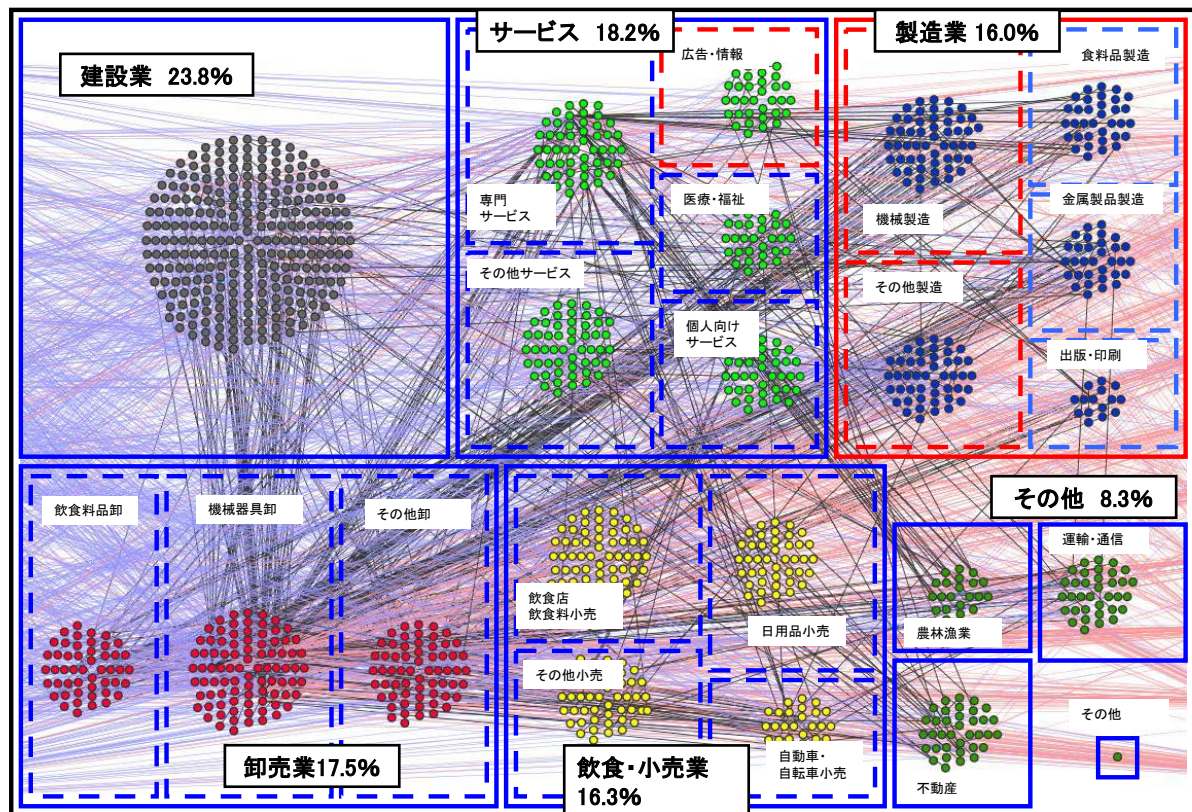 建設業 23.8%
サービス 18.2%
広告・情報
専門
サービス
医療・福祉
その他サービス
個人向け
サービス
製造業 16.0%
食料品製造
機械製造
金属製品製造
その他製造
出版・印刷
飲食料品卸
機械器具卸
その他卸
卸売業17.5%
飲食店
飲食料小売
日用品小売
その他小売
自動車・
自転車小売
飲食・小売業
16.3%
その他 8.3%
運輸・通信
農林漁業
不動産
その他